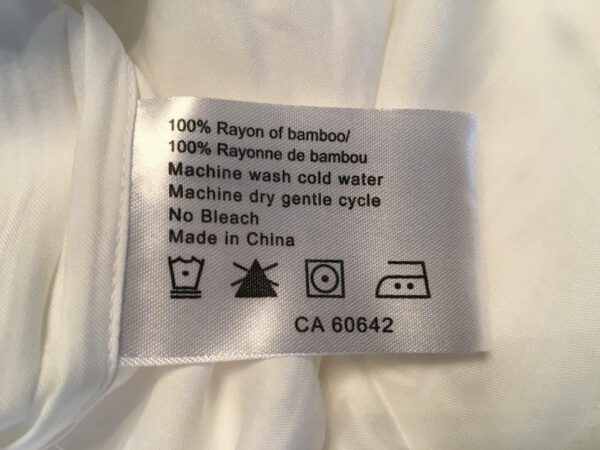 100% Rayon of bamboo/
100% Rayonne de bambou
Machine wash cold water
Machine dry gentle cycle
No Bleach
Made in China
CA 60642